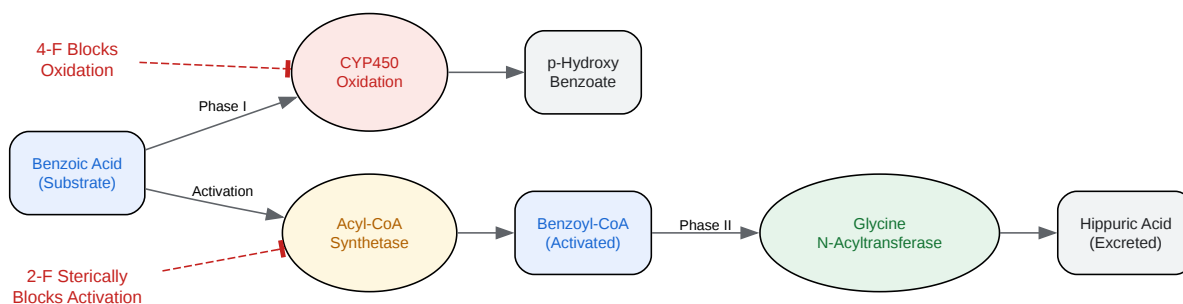 4-F Blocks
Oxidation
CYP450
Oxidation
p-Hydroxy
Benzoate
Phase I
Benzoic Acid
(Substrate)
Activation
Acyl-CoA
Synthetase
Benzoyl-CoA
(Activated)
Phase II
Glycine
N-Acyltransferase
Hippuric Acid
(Excreted)
2-F Sterically
Blocks Activation